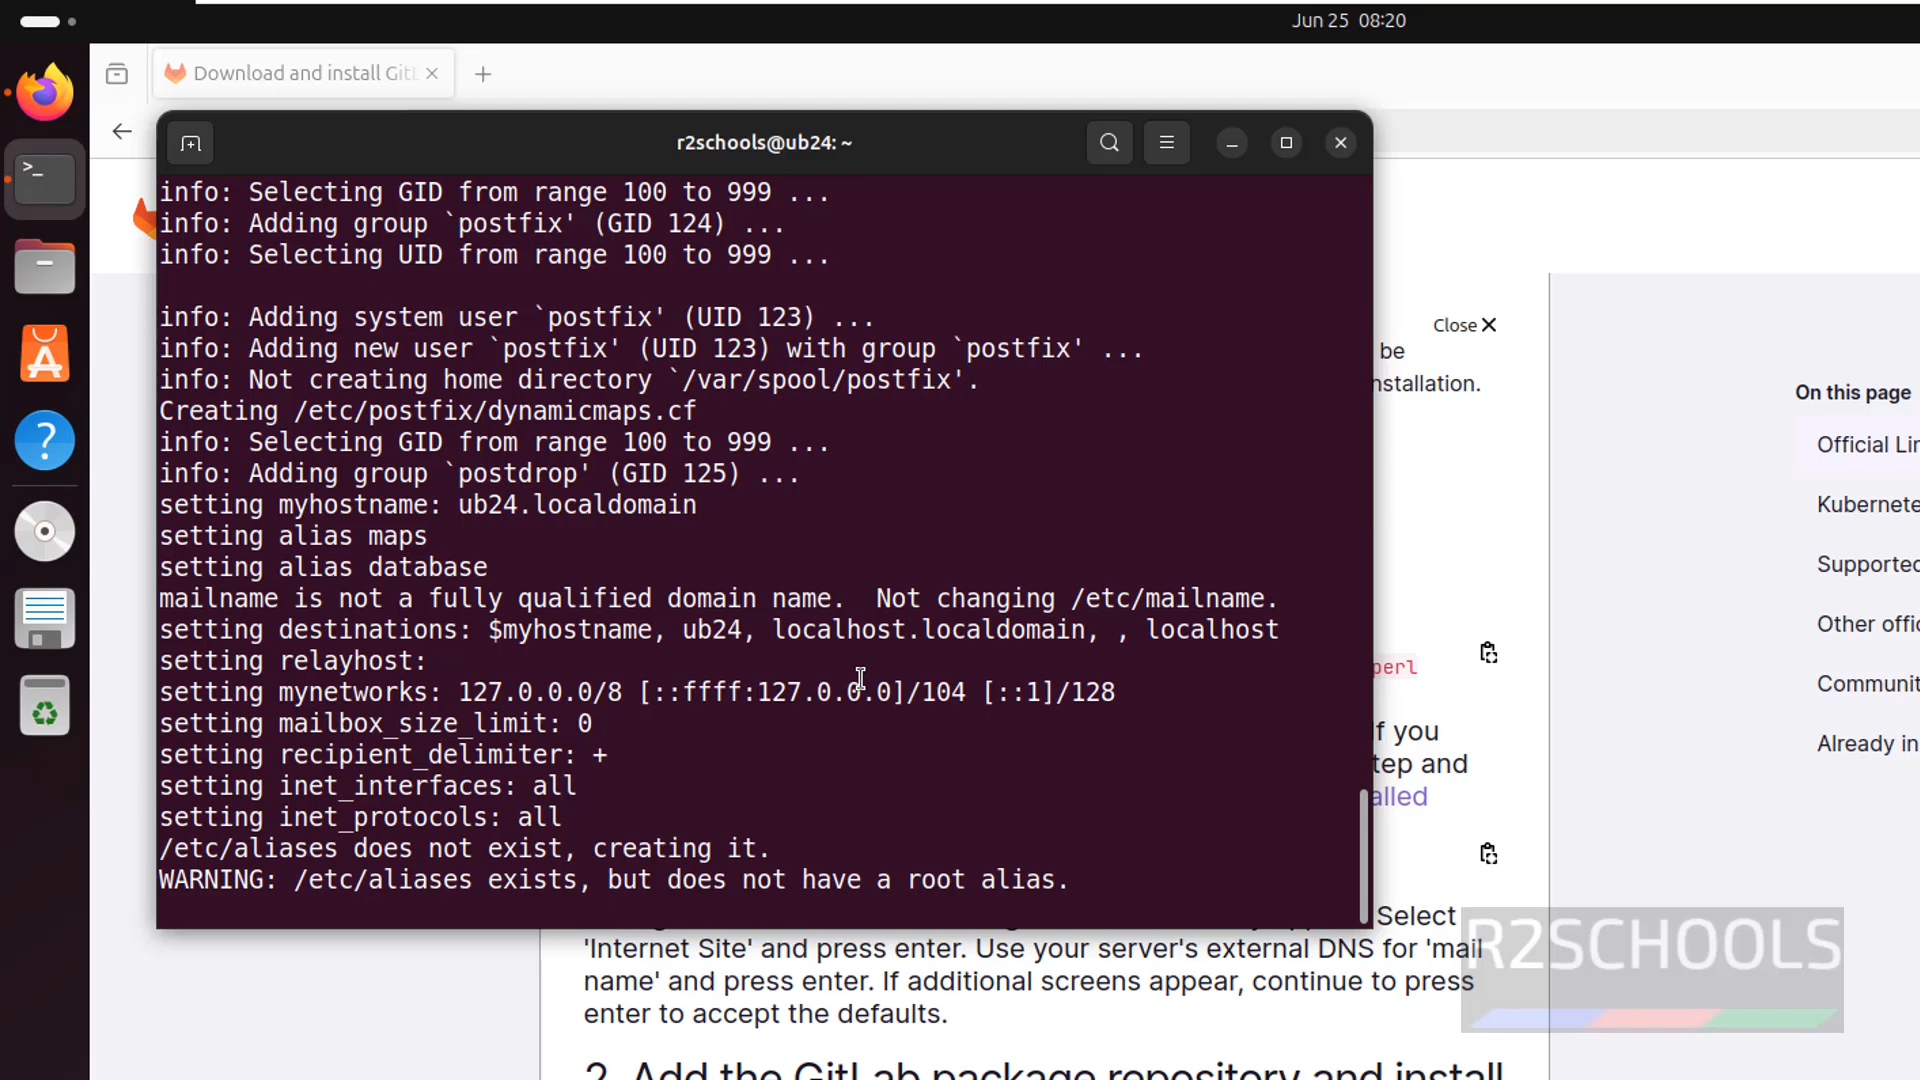 Jun 25 08:20
Download and install Git
r2schools@ub24: ~
info: Selecting GID from range 100 to 999 ...
info: Adding group `postfix' (GID 124) ...
info: Selecting UID from range 100 to 999 ...
info: Adding system user `postfix' (UID 123) ...
info: Adding new user `postfix' (UID 123) with group `postfix' ...
info: Not creating home directory `/var/spool/postfix'.
Creating /etc/postfix/dynamicmaps.cf
info: Selecting GID from range 100 to 999 ...
info: Adding group `postdrop' (GID 125) ...
setting myhostname: ub24.localdomain
setting alias maps
setting alias database
mailname is not a fully qualified domain name.  Not changing /etc/mailname.
setting destinations: $myhostname, ub24, localhost.localdomain, , localhost
setting relayhost:
setting mynetworks: 127.0.0.0/8 [::ffff:127.0.0.0]/104 [::1]/128
setting mailbox_size_limit: 0
setting recipient_delimiter: +
setting inet_interfaces: all
setting inet_protocols: all
/etc/aliases does not exist, creating it.
WARNING: /etc/aliases exists, but does not have a root alias.
Close
be
nstallation.
perl
f you
tep and
alled
Select
'Internet Site' and press enter. Use your server's external DNS for 'mail
name' and press enter. If additional screens appear, continue to press
enter to accept the defaults.
2. Add the GitLab package repository and install
On this page
Official Lin
Kubernete
Supported
Other offic
Communit
Already in
R2SCHOOLS